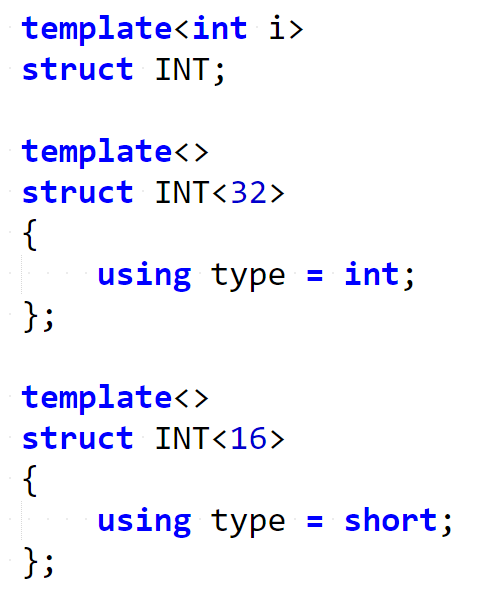 template<int i>
struct INT;
template<>
struct INT<32>
{
    using type = int;
};
template<>
struct INT<16>
{
    using type = short;
};